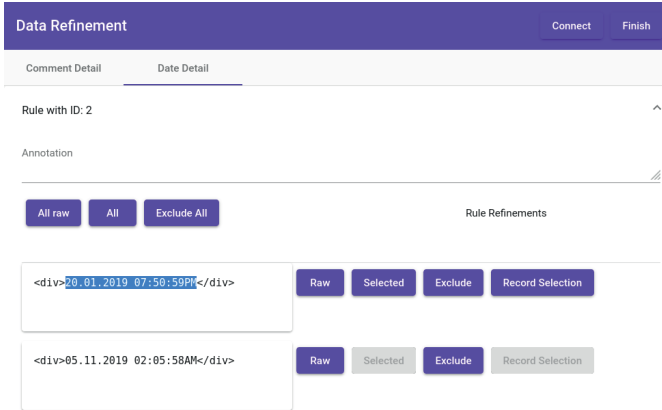 Data Refinement Connect Finish
Comment Detail Date Detail
Rule with ID: 2
Annotation
All raw All Exclude All Rule Refinements
<div>20.01.2019 07:50:59PM</div> Raw Selected Exclude Record Selection
<div>05.11.2019 02:05:58AM</div> Raw Selected Exclude Record Selection